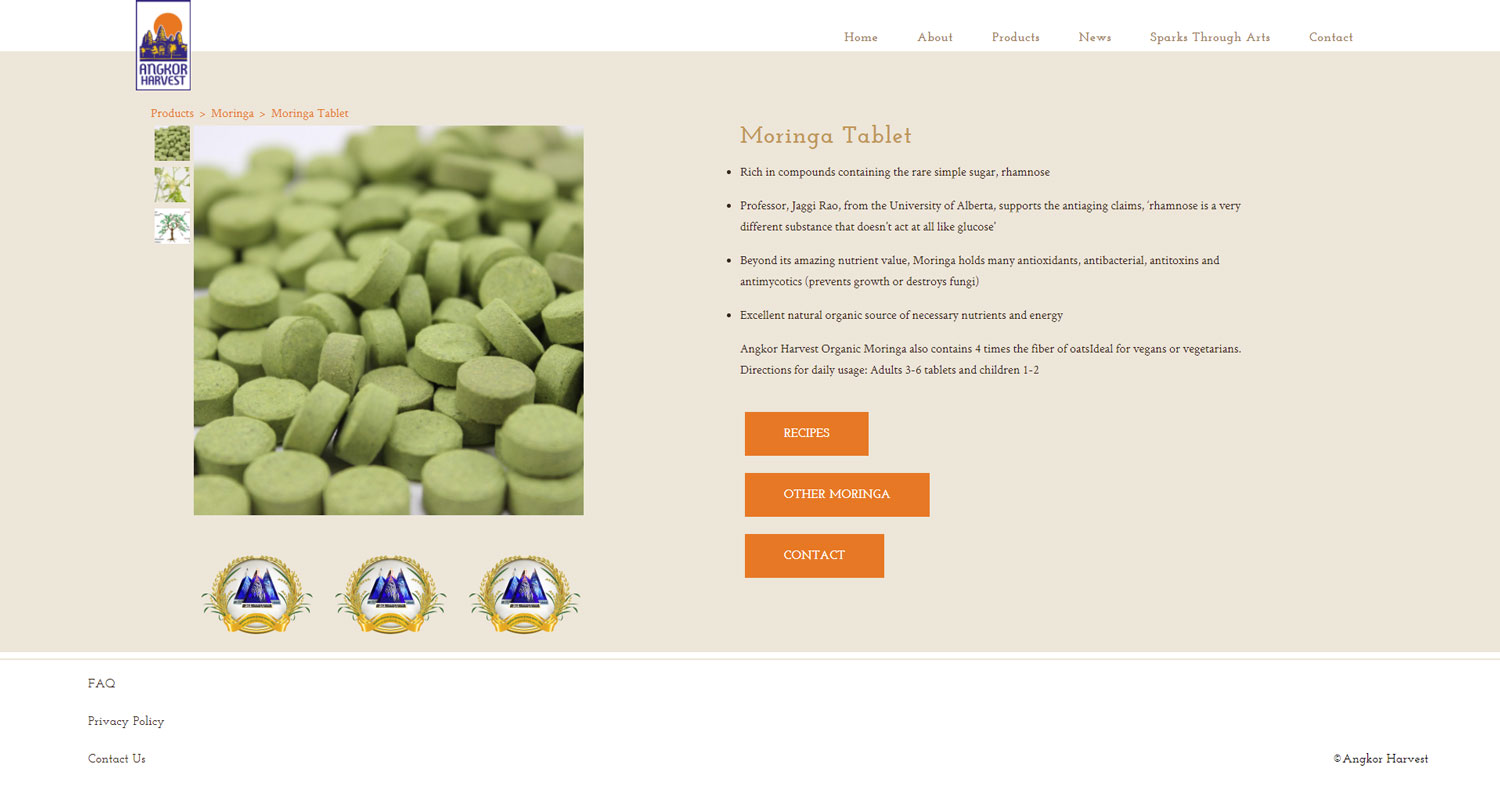 ANGKOR
HARVEST
Home About Products News Sparks Through Arts Contact
Products > Moringa > Moringa Tablet
Moringa Tablet
Rich in compounds containing the rare simple sugar, rhamnose
Professor, Jaggi Rao, from the University of Alberta, supports the antiaging claims, 'rhamnose is a very
different substance that doesn't act at all like glucose'
Beyond its amazing nutrient value, Moringa holds many antioxidants, antibacterial, antitoxins and
antimycotics (prevents growth or destroys fungi)
Excellent natural organic source of necessary nutrients and energy
Angkor Harvest Organic Moringa also contains 4 times the fiber of oatsIdeal for vegans or vegetarians.
Directions for daily usage: Adults 3-6 tablets and children 1-2
RECIPES
OTHER MORINGA
CONTACT
FAQ
Privacy Policy
Contact Us
©Angkor Harvest